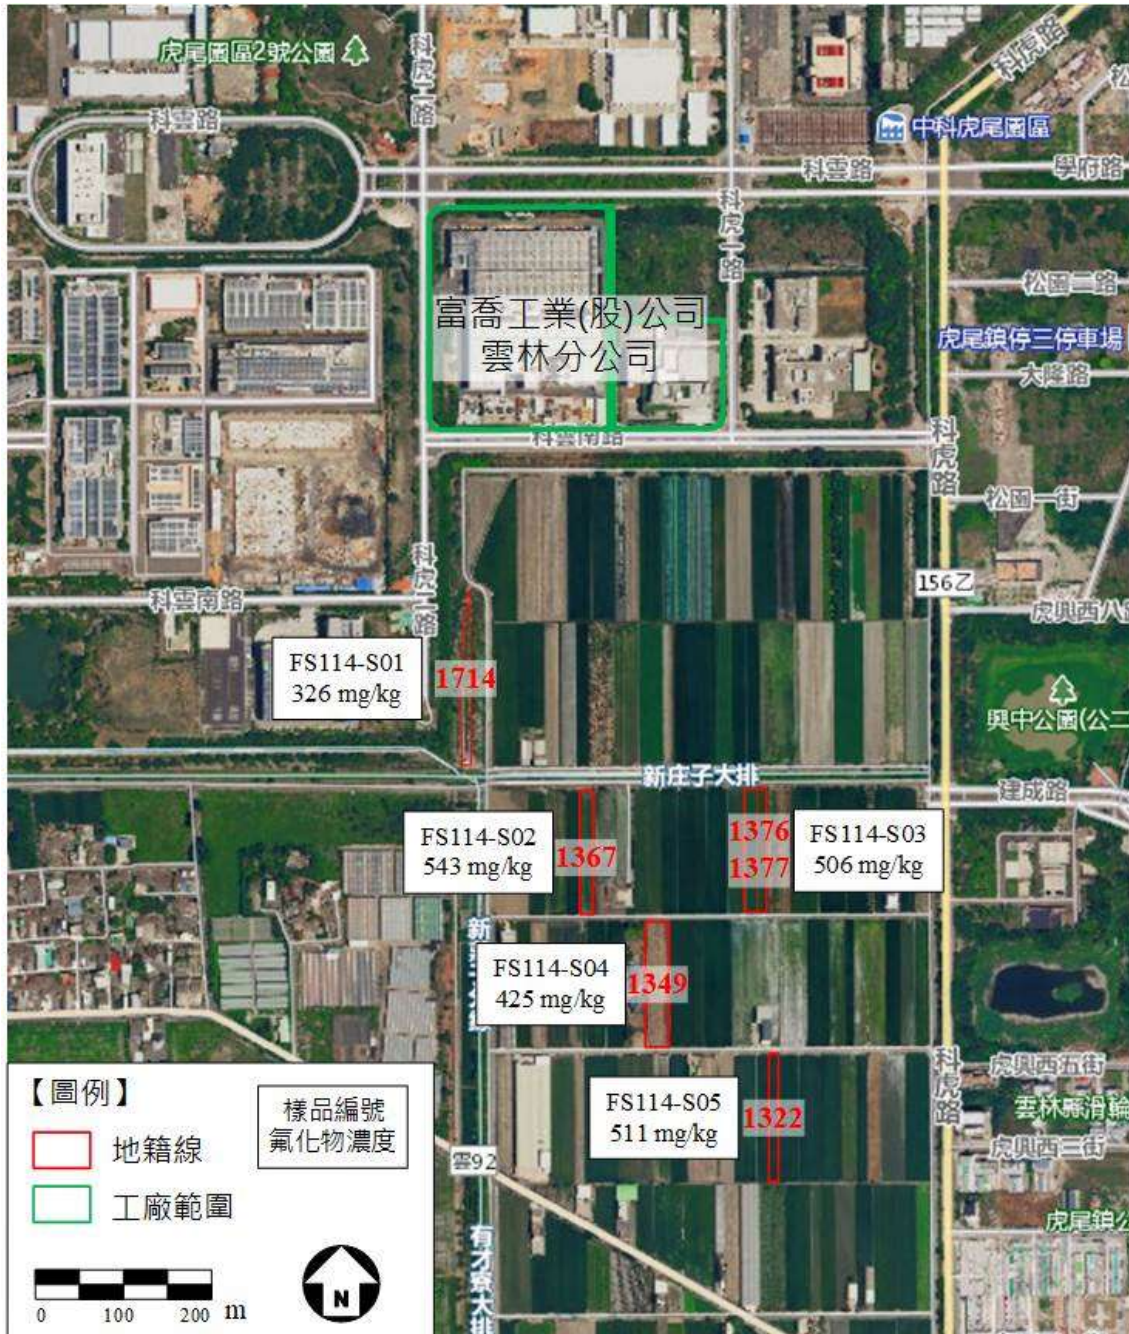 虎尾園區2號公園
科虎二路
科虎路
科雲路
中科虎尾園區
科雲路
學府路
科虎一路
松園二路
富喬工業(股)公司
雲林分公司
虎尾鎮停三停車場
大隆路
科雲南路
科虎路
松園一街
科虎二路
156乙
科雲南路
虎興西八路
FS114-S01
326 mg/kg
1714
興中公園(公二
新庄子大排
建成路
FS114-S02
543 mg/kg
1367
1376
1377
FS114-S03
506 mg/kg
FS114-S04
425 mg/kg
1349
科虎路
虎興西五街
FS114-S05
511 mg/kg
1322
雲林縣滑輪
虎興西三街
雲92
有才寮大排
虎尾鎮公
【圖例】
地籍線
工廠範圍
樣品編號
氟化物濃度
0 100 200 m
N